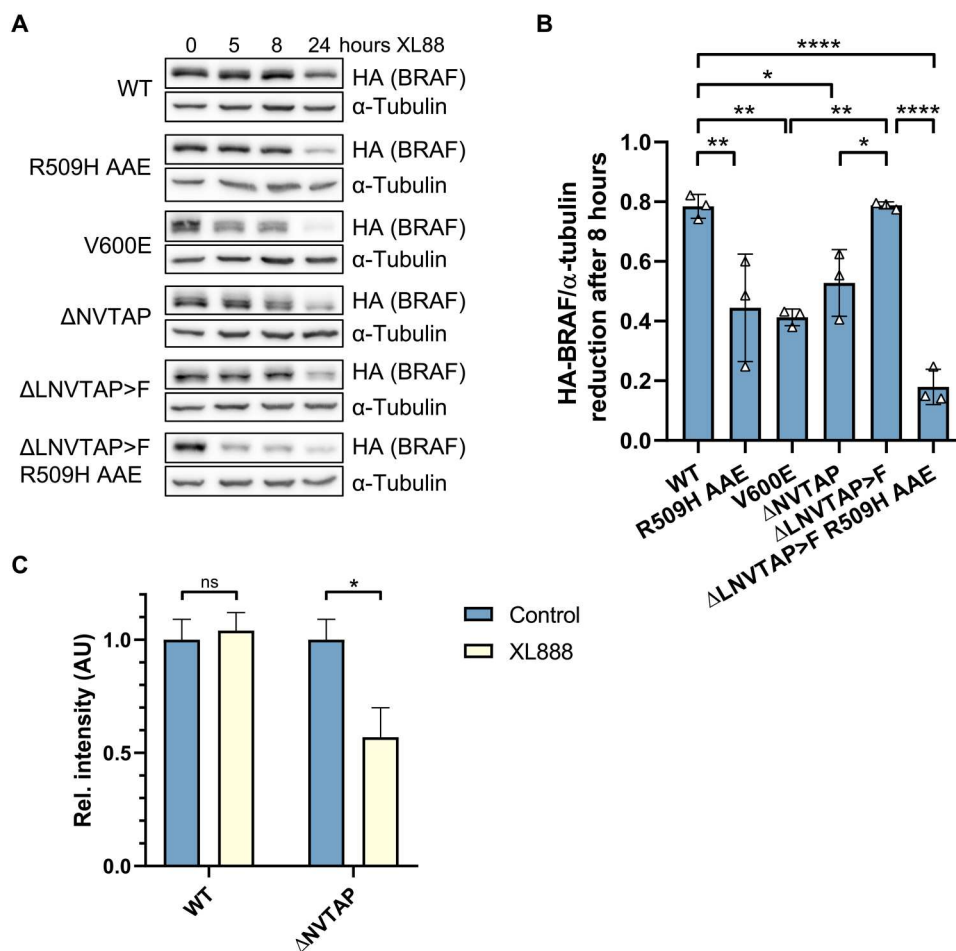 A
0 5 8 24 hours XL88
WT
HA (BRAF)
α-Tubulin
R509H AAE
HA (BRAF)
α-Tubulin
V600E
HA (BRAF)
α-Tubulin
ΔNVTAP
HA (BRAF)
α-Tubulin
ΔLNVTAP>F
HA (BRAF)
α-Tubulin
ΔLNVTAP>F
R509H AAE
HA (BRAF)
α-Tubulin
B
****
*
** ** ****
** *
HA-BRAF/α-tubulin
reduction after 8 hours
1.0
0.8
0.6
0.4
0.2
0.0
WT
R509H AAE
V600E
ΔNVTAP
ΔLNVTAP>F
ΔLNVTAP>F R509H AAE
C
ns *
Rel. intensity (AU)
1.0
0.5
0.0
WT
ΔNVTAP
Control
XL888